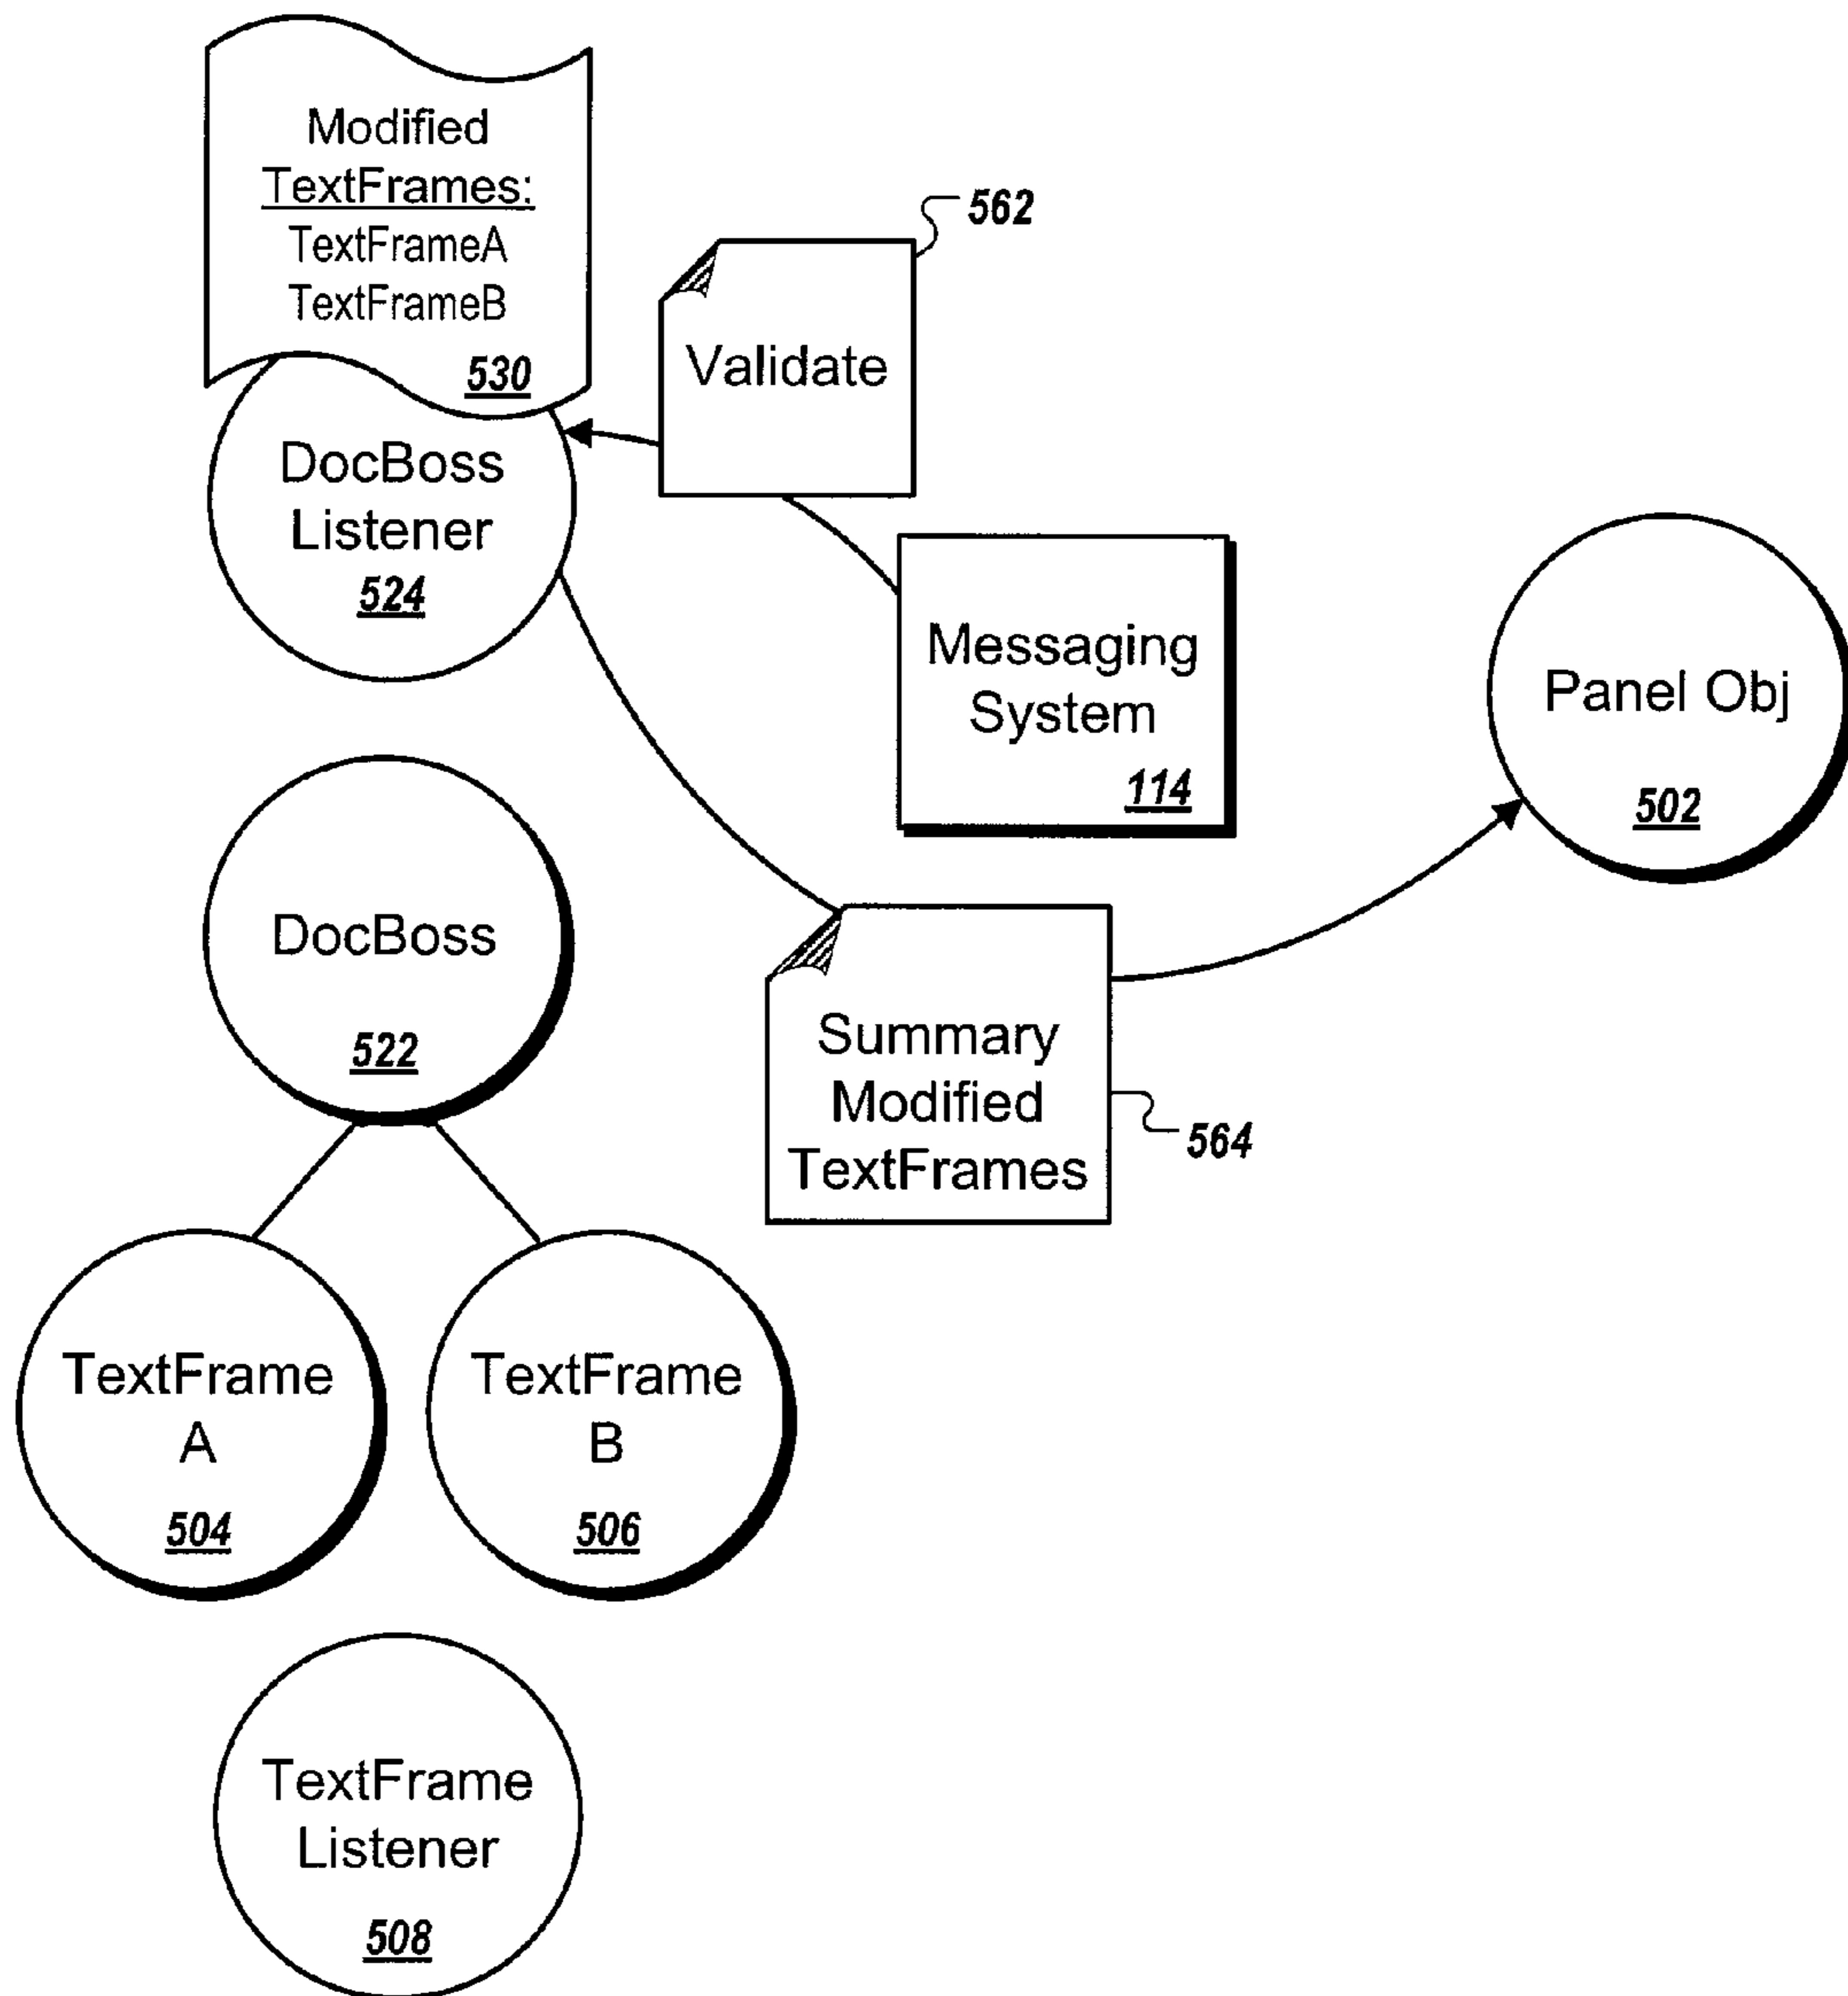 Modified
TextFrames:
TextFrameA
TextFrameB
530
562
Validate
DocBoss
Listener
524
Messaging
System
114
Panel Obj
502
DocBoss
522
Summary
Modified
TextFrames
564
TextFrame
A
504
TextFrame
B
506
TextFrame
Listener
508